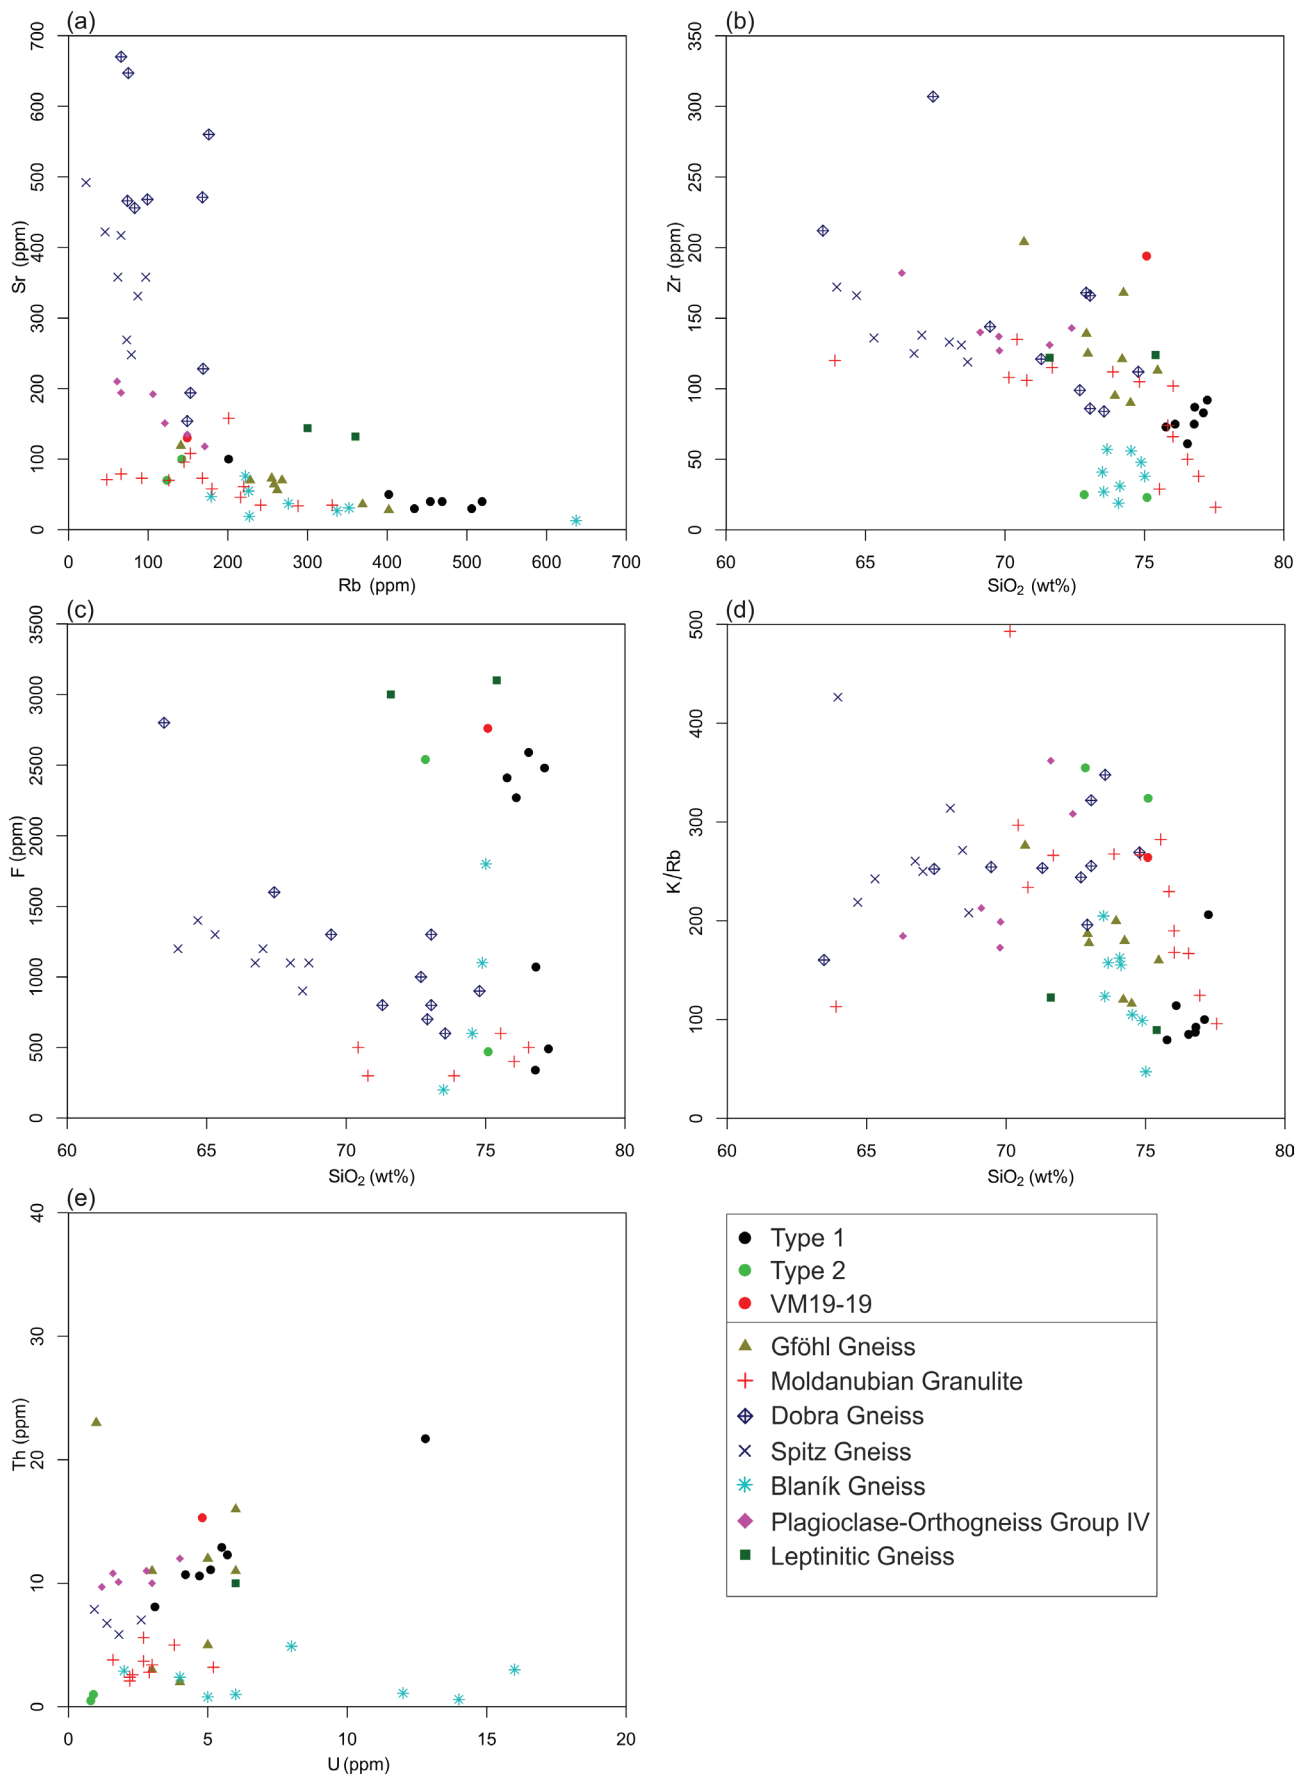 (a)
700
600
500
400
300
200
100
0
Sr (ppm)
0 100 200 300 400 500 600 700
Rb (ppm)
(b)
350
300
250
200
150
100
50
0
Zr (ppm)
60 65 70 75 80
SiO₂ (wt%)
(c)
3500
3000
2500
2000
1500
1000
500
0
F (ppm)
60 65 70 75 80
SiO₂ (wt%)
(d)
500
400
300
200
100
0
K/Rb
60 65 70 75 80
SiO₂ (wt%)
(e)
40
30
20
10
0
Th (ppm)
0 5 10 15 20
U (ppm)
Type 1
Type 2
VM19-19
Gföhl Gneiss
Moldanubian Granulite
Dobra Gneiss
Spitz Gneiss
Blaník Gneiss
Plagioclase-Orthogneiss Group IV
Leptinitic Gneiss